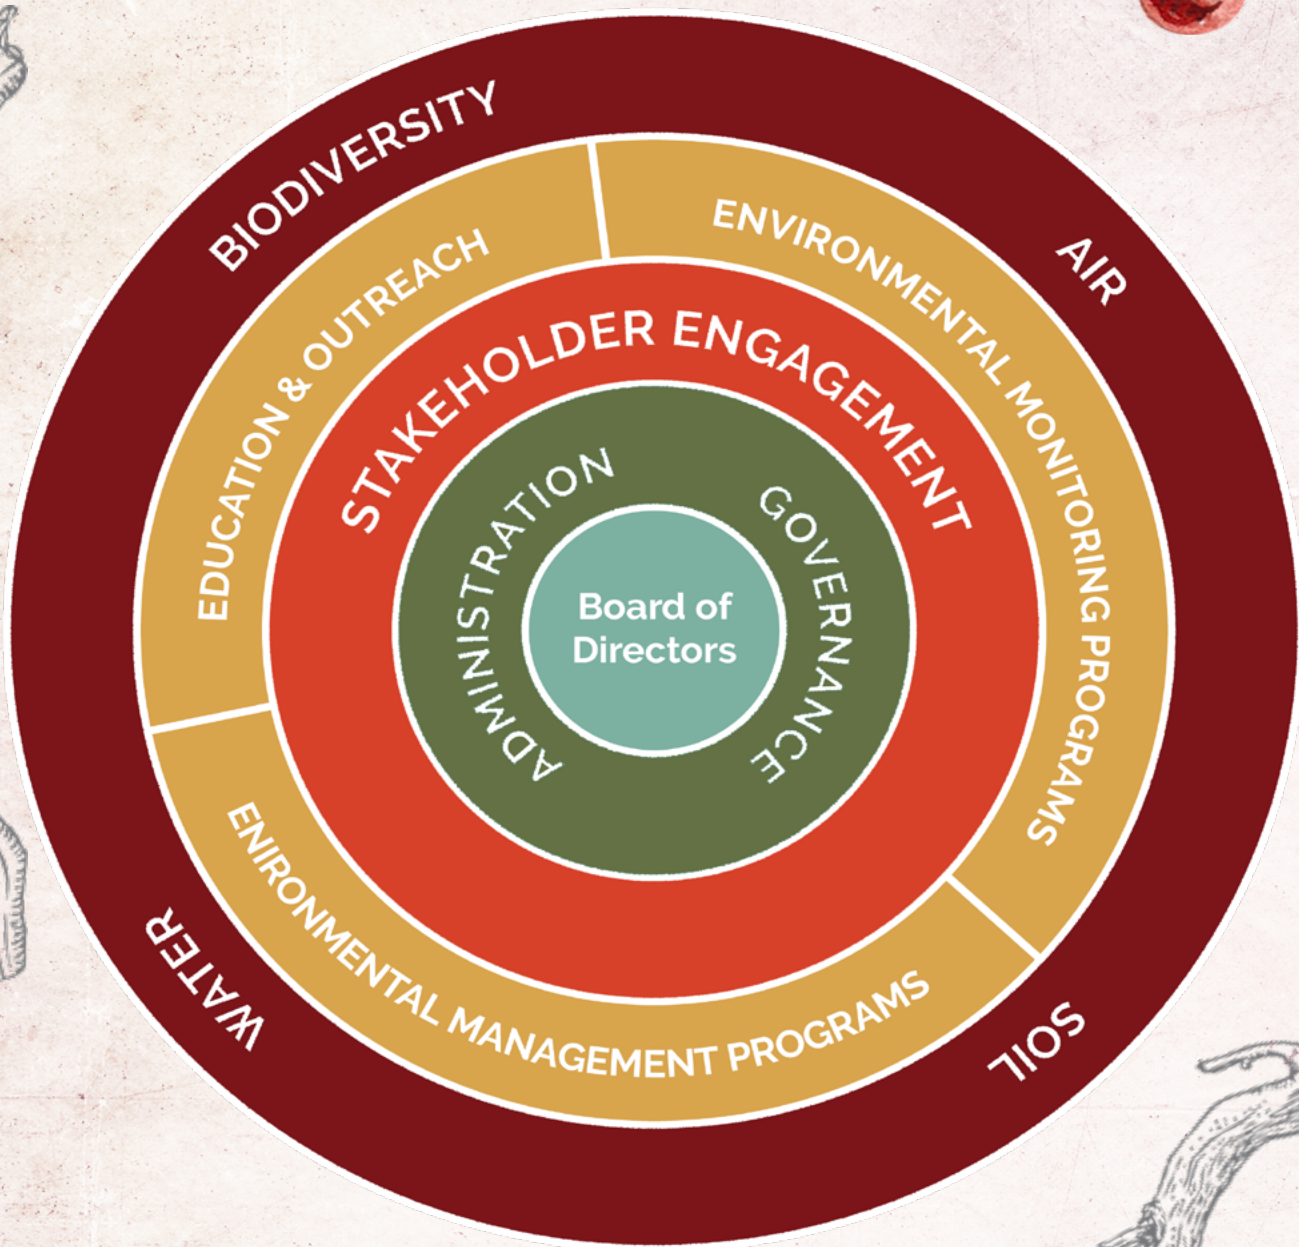 BIODIVERSITY
AIR
SOIL
WATER
EDUCATION & OUTREACH
ENVIRONMENTAL MONITORING PROGRAMS
ENIRONMENTAL MANAGEMENT PROGRAMS
STAKEHOLDER ENGAGEMENT
ADMINISTRATION
GOVERNANCE
Board of
Directors